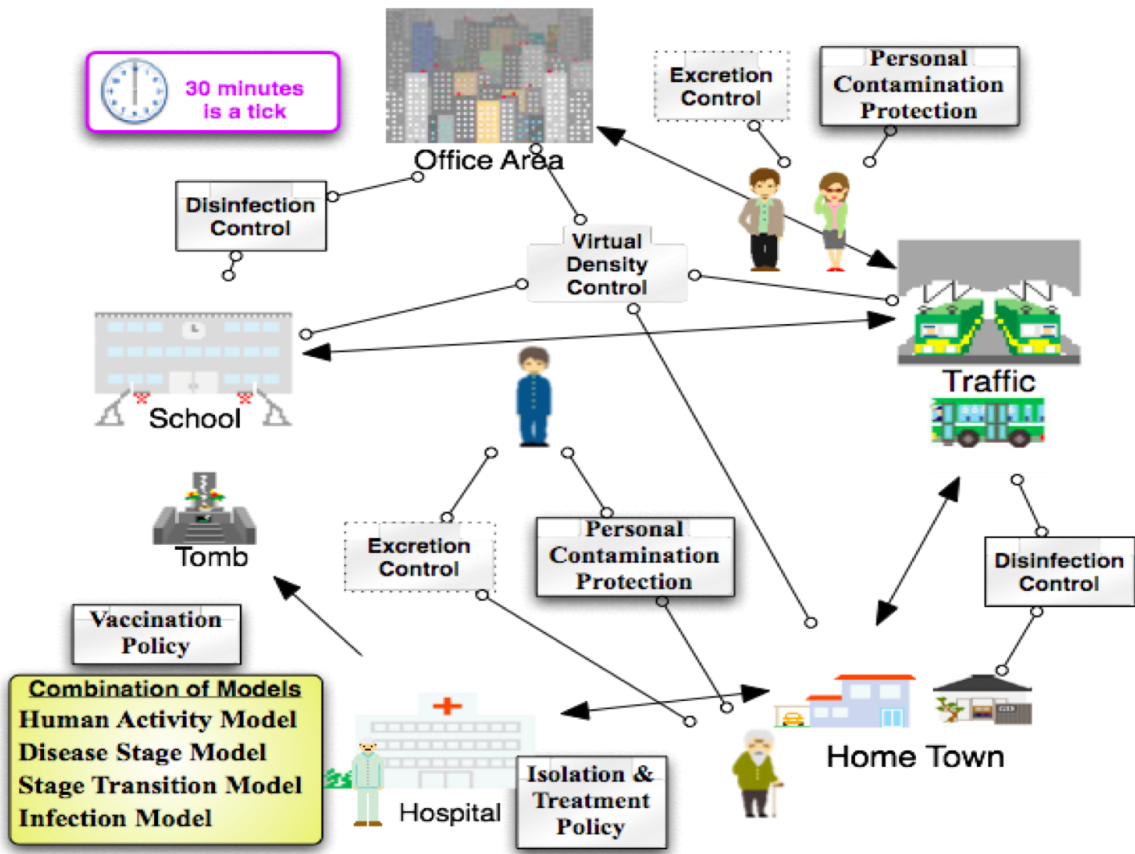 30 minutes
is a tick
Office Area
Excretion
Control
Personal
Contamination
Protection
Disinfection
Control
Virtual
Density
Control
School
Traffic
Tomb
Excretion
Control
Personal
Contamination
Protection
Disinfection
Control
Vaccination
Policy
Combination of Models
Human Activity Model
Disease Stage Model
Stage Transition Model
Infection Model
Hospital
Isolation &
Treatment
Policy
Home Town